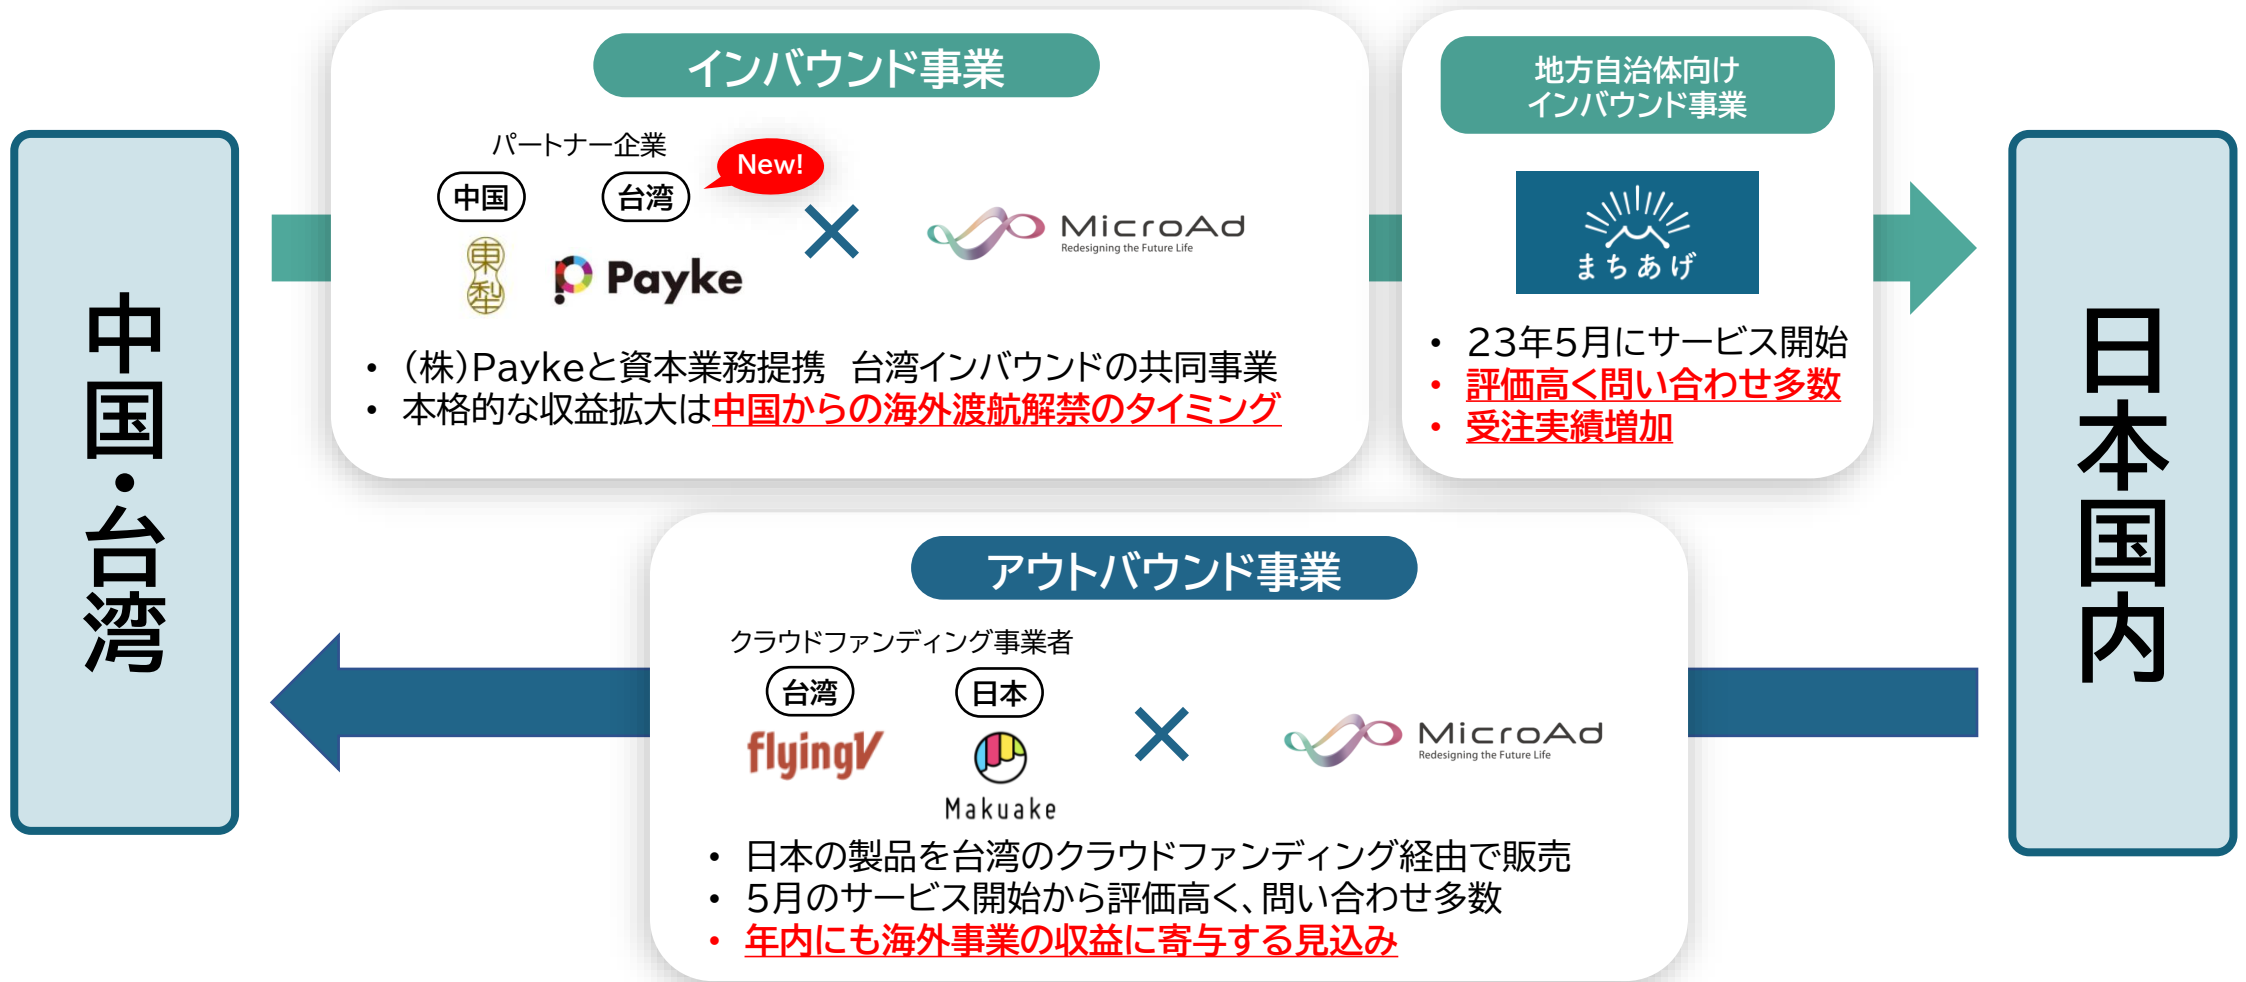 中国・台湾
インバウンド事業
パートナー企業
New!
中国
台湾
東犁
Payke
×
MicroAd
Redesigning the Future Life
・(株)Paykeと資本業務提携　台湾インバウンドの共同事業
・本格的な収益拡大は中国からの海外渡航解禁のタイミング
地方自治体向け
インバウンド事業
まちあげ
・23年5月にサービス開始
・評価高く問い合わせ多数
・受注実績増加
日本国内
アウトバウンド事業
クラウドファンディング事業者
台湾
日本
flyingV
Makuake
×
MicroAd
Redesigning the Future Life
・日本の製品を台湾のクラウドファンディング経由で販売
・5月のサービス開始から評価高く、問い合わせ多数
・年内にも海外事業の収益に寄与する見込み